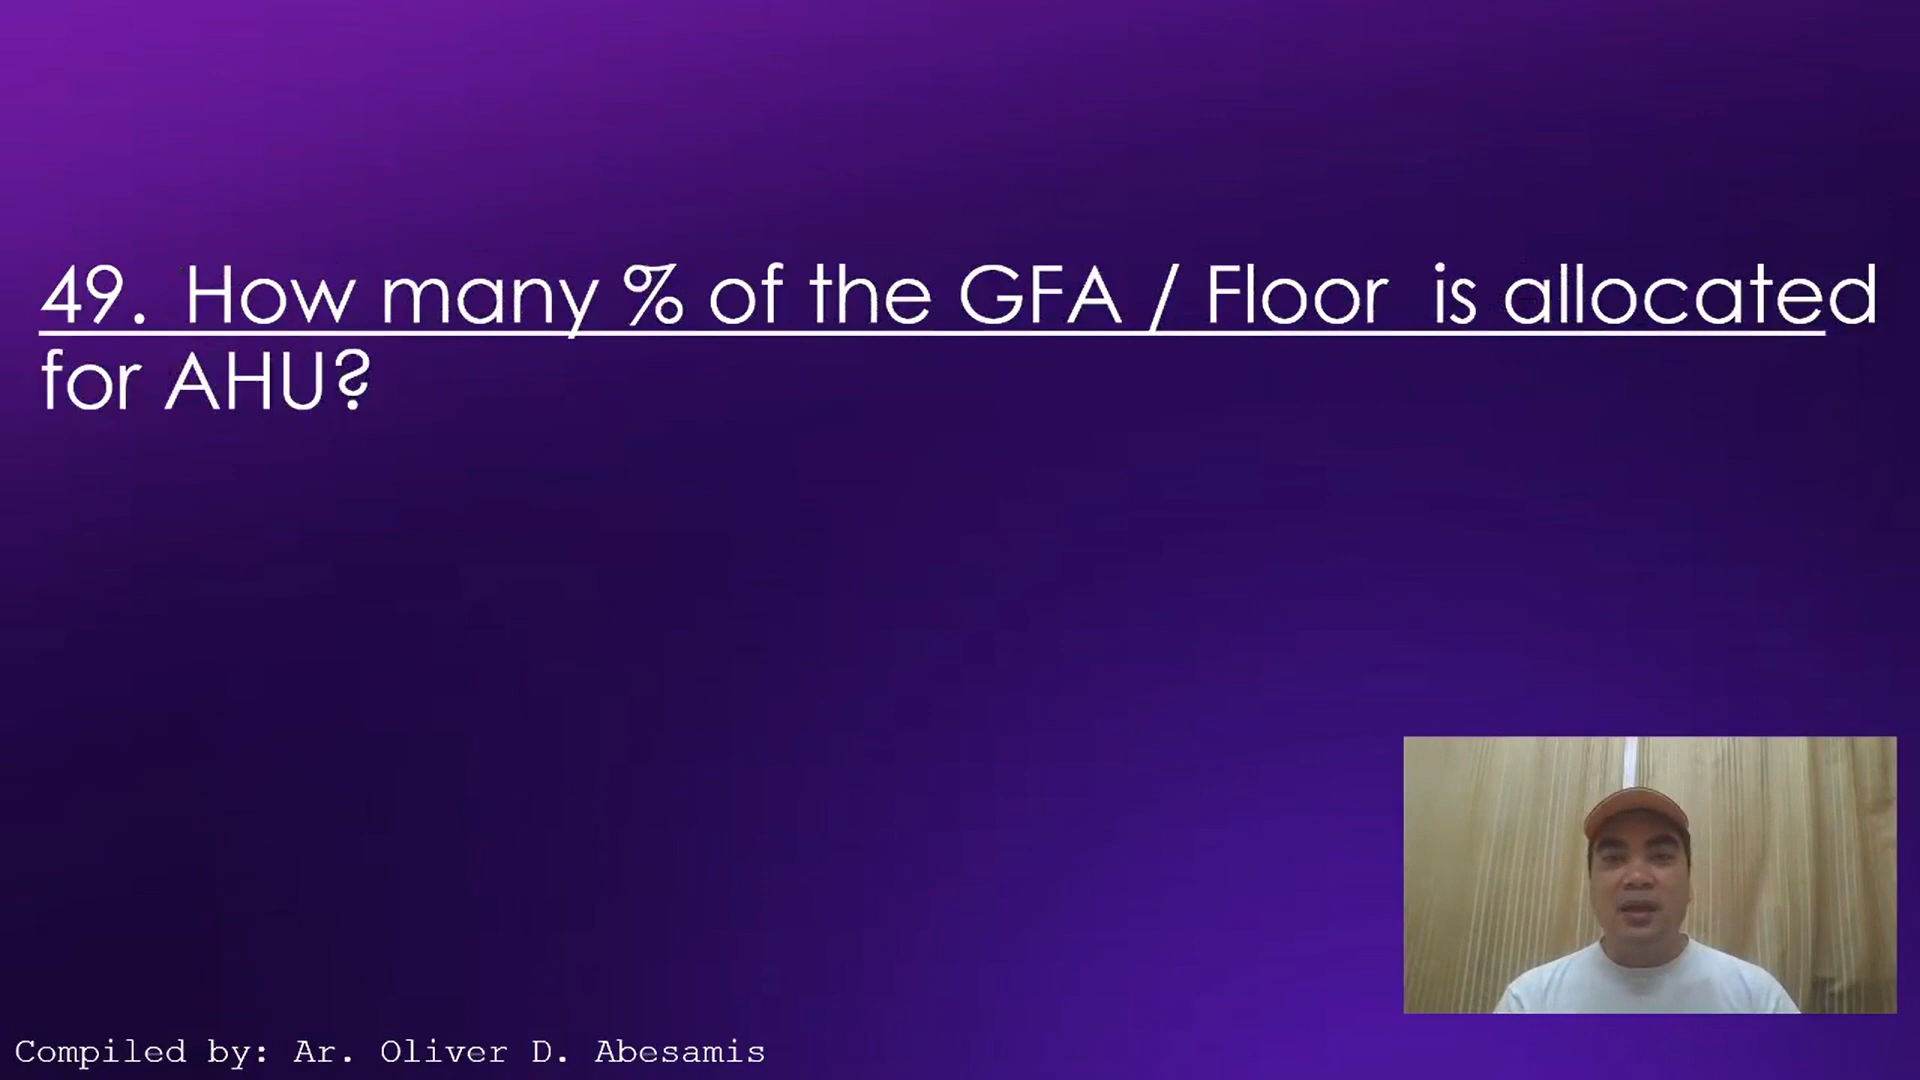 49. How many % of the GFA / Floor is allocated
for AHU?
Compiled by: Ar. Oliver D. Abesamis